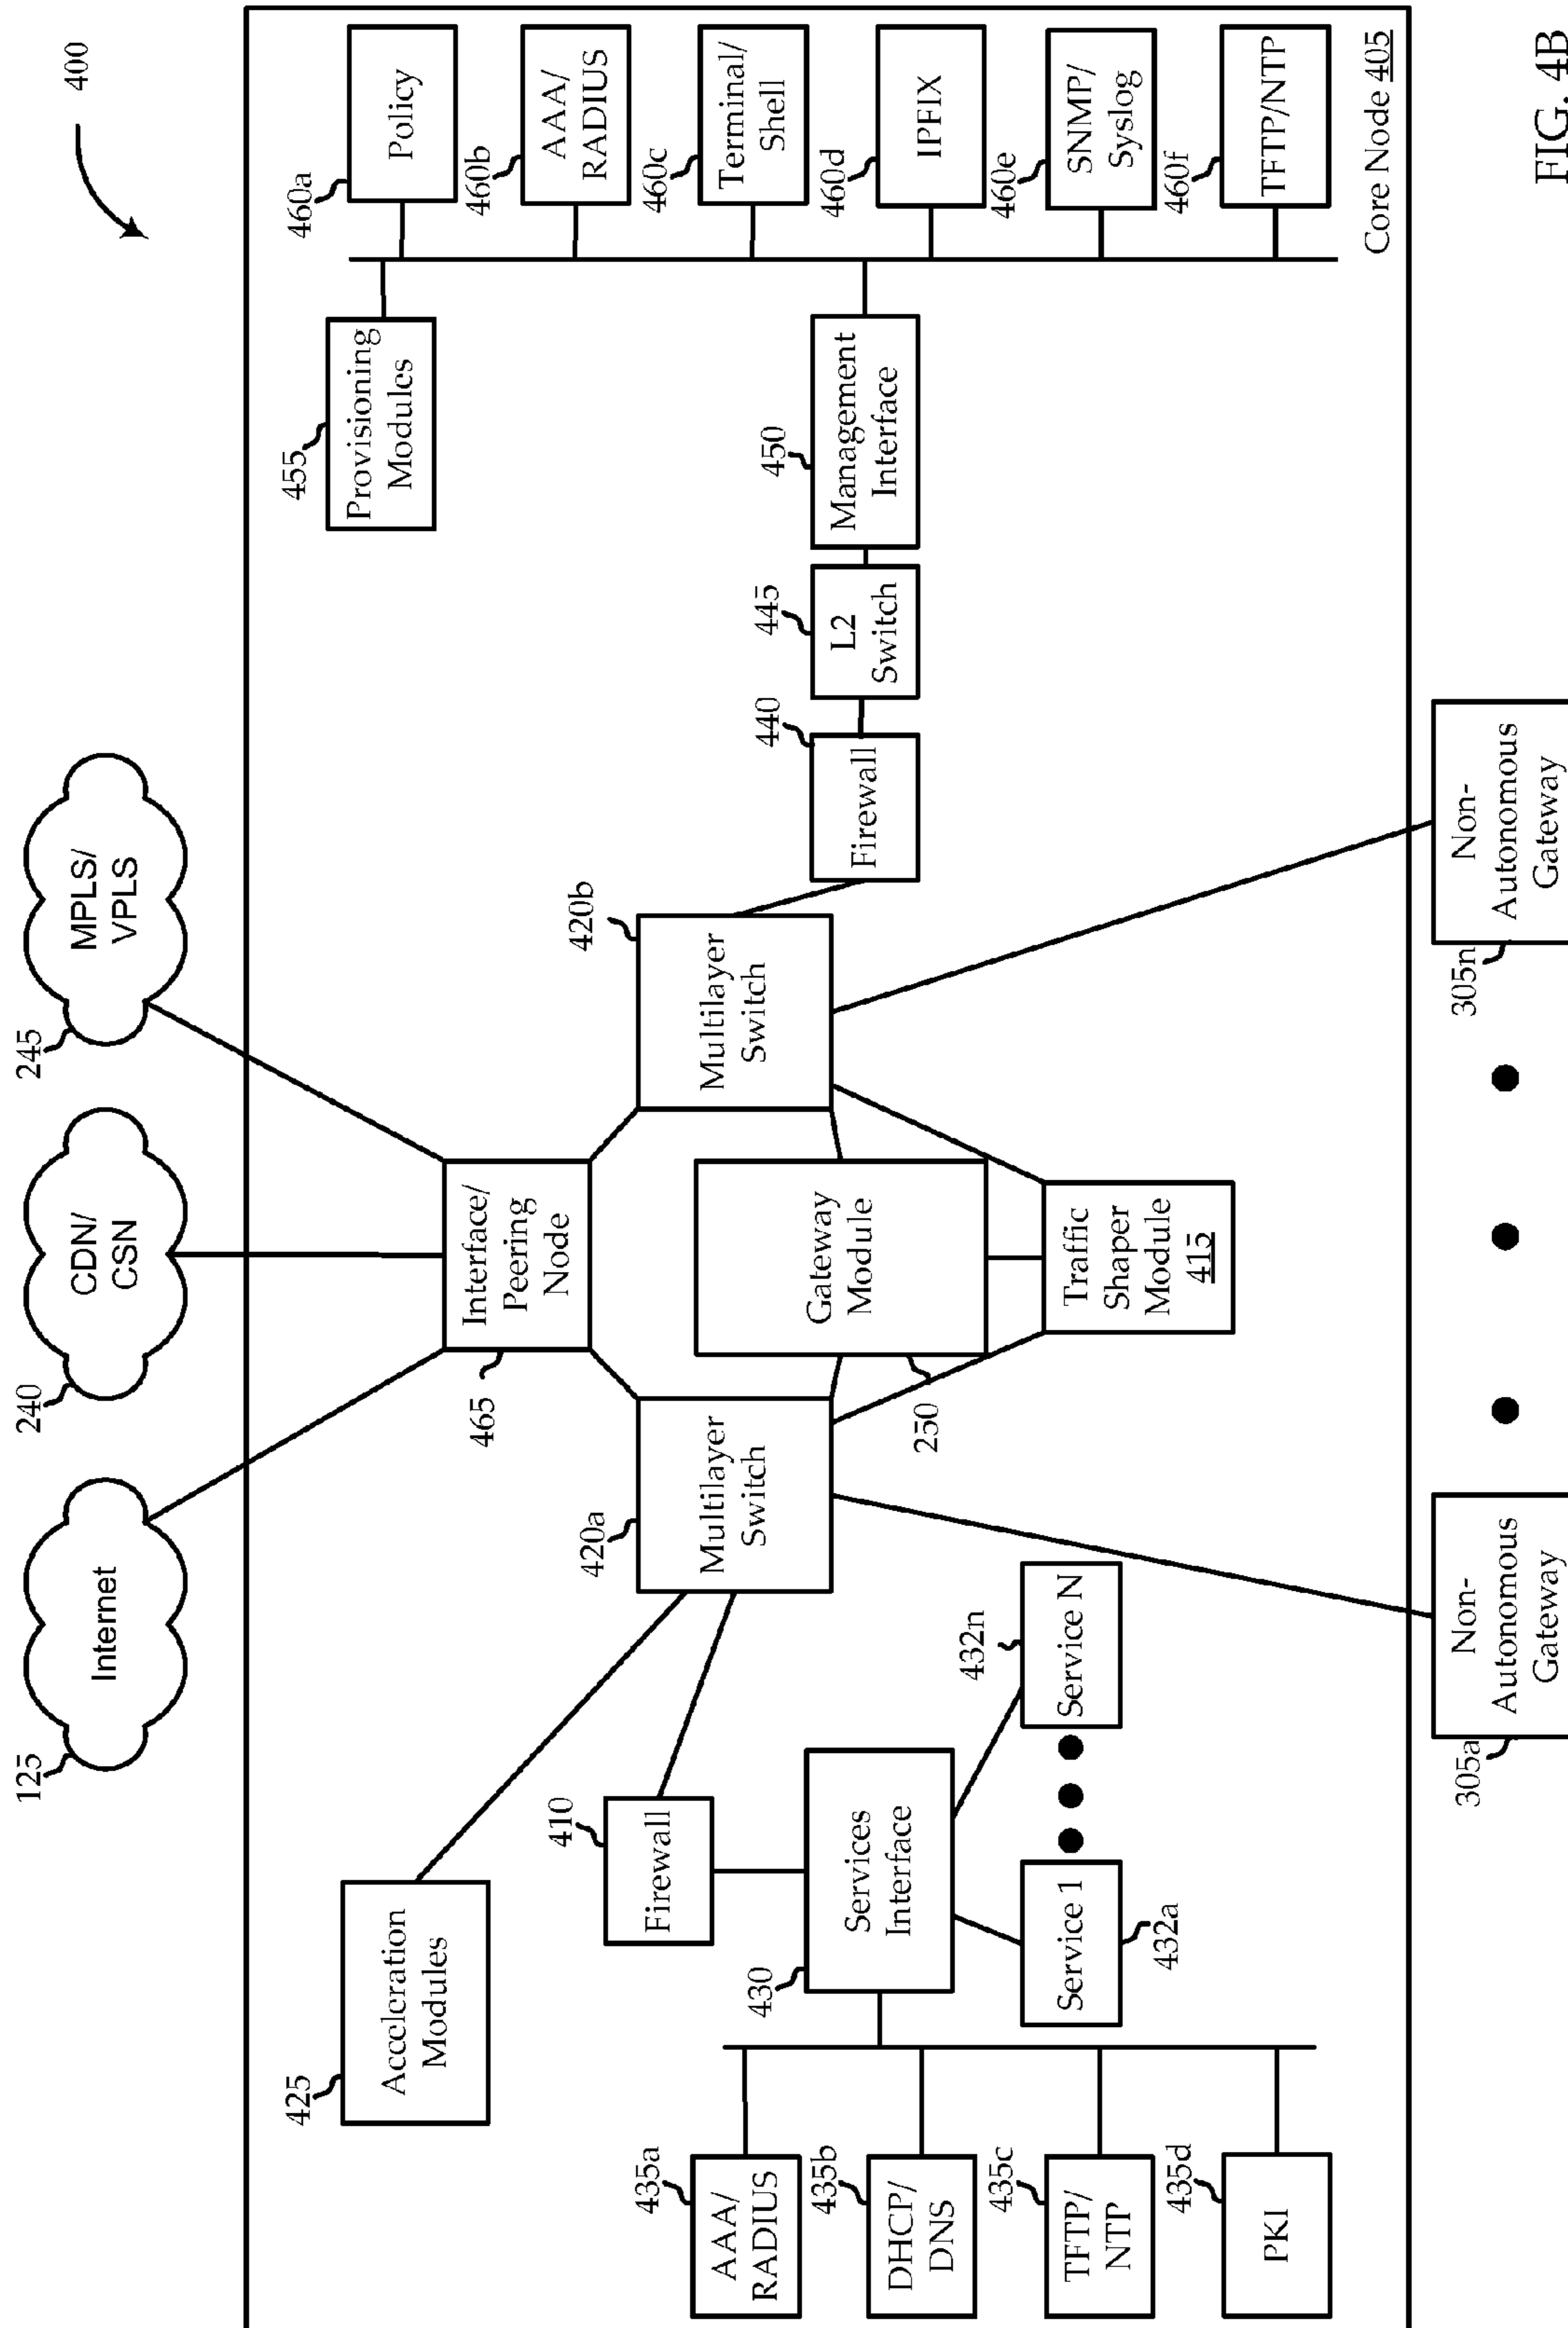 400
125
Internet
240
CDN/
CSN
245
MPLS/
VPLS
425
Acceleration
Modules
465
Interface/
Peering
Node
455
Provisioning
Modules
460a
Policy
460b
AAA/
RADIUS
460c
Terminal/
Shell
460d
IPFIX
460e
SNMP/
Syslog
460f
TFTP/NTP
410
Firewall
420a
Multilayer
Switch
Gateway
Module
250
420b
Multilayer
Switch
440
Firewall
445
L2
Switch
450
Management
Interface
435a
AAA/
RADIUS
435b
DHCP/
DNS
435c
TFTP/
NTP
435d
PKI
430
Services
Interface
Service 1
432a
432n
Service N
Traffic
Shaper
Module
415
Core Node 405
305a
Non-
Autonomous
Gateway
305n
Non-
Autonomous
Gateway
FIG. 4B